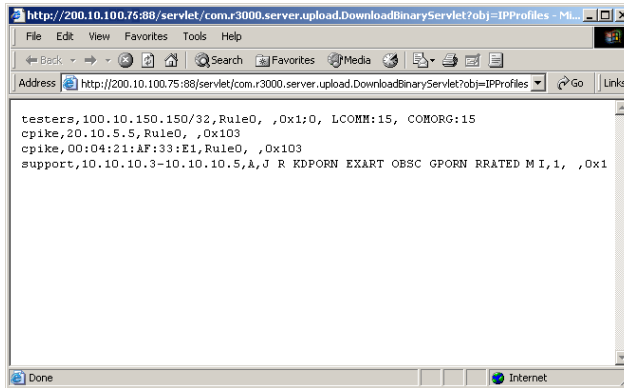 http://200.10.100.75:88/servlet/com.r3000.server.upload.DownloadBinaryServlet?obj=IPProfiles - Mi...
File Edit View Favorites Tools Help
Back Search Favorites Media
Address http://200.10.100.75:88/servlet/com.r3000.server.upload.DownloadBinaryServlet?obj=IPProfiles Go Links
testers,100.10.150.150/32,Rule0, ,0x1;0, LCOMM:15, COMORG:15
cpike,20.10.5.5,Rule0, ,0x103
cpike,00:04:21:AF:33:E1,Rule0, ,0x103
support,10.10.10.3-10.10.10.5,A,J R KDPORN EXART OBSC GPORN RRATED M I,1, ,0x1
Done Internet